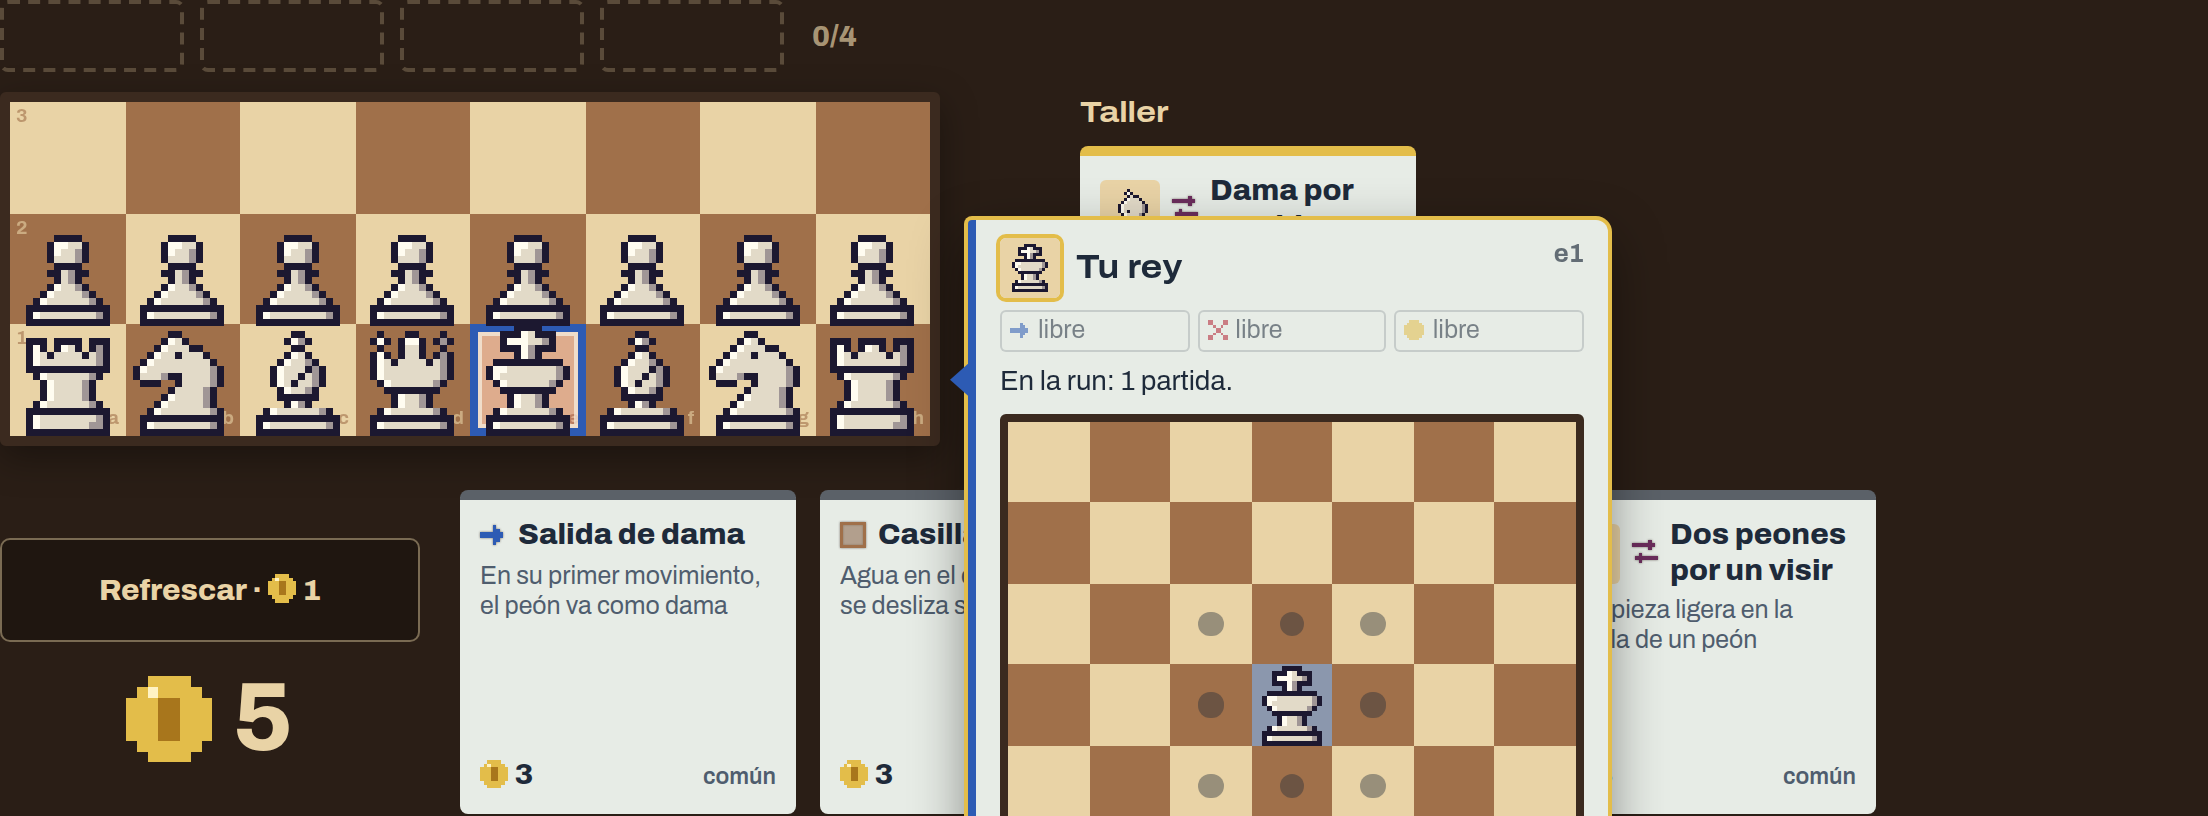 0/4
3
2
1
a
b
c
d
f
g
h
Taller
Dama por
Tu rey
e1
libre
libre
libre
En la run: 1 partida.
Refrescar · 1
5
Salida de dama
En su primer movimiento,
el peón va como dama
3
común
Casill
Agua en el
se desliza s
3
Dos peones
por un visir
pieza ligera en la
la de un peón
común